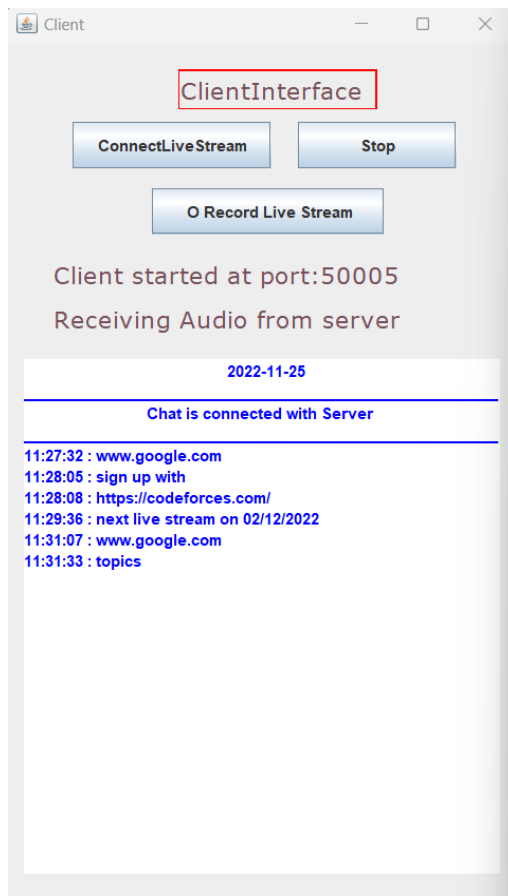 Client
ClientInterface
ConnectLiveStream Stop
O Record Live Stream
Client started at port:50005
Receiving Audio from server
2022-11-25
Chat is connected with Server
11:27:32 : www.google.com
11:28:05 : sign up with
11:28:08 : https://codeforces.com/
11:29:36 : next live stream on 02/12/2022
11:31:07 : www.google.com
11:31:33 : topics